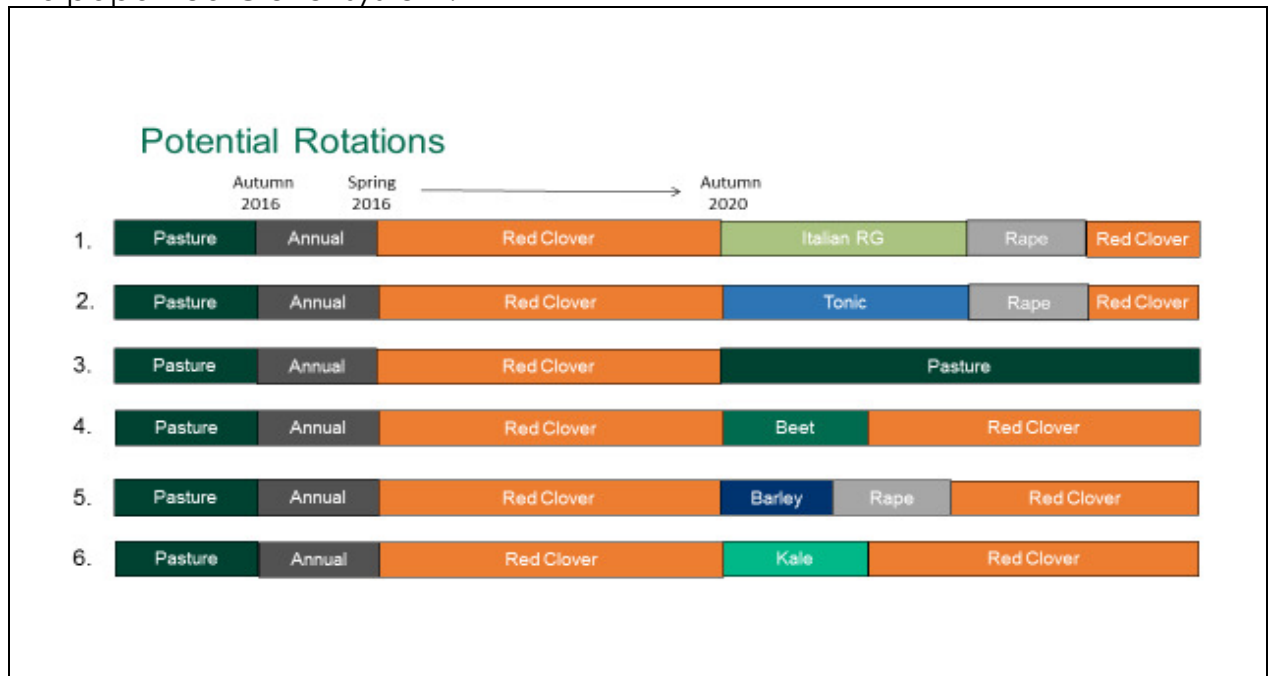 Potential Rotations
Autumn 2016
Spring 2016
Autumn 2020
1. Pasture Annual Red Clover Italian RG Rape Red Clover
2. Pasture Annual Red Clover Tonic Rape Red Clover
3. Pasture Annual Red Clover Pasture
4. Pasture Annual Red Clover Beet Red Clover
5. Pasture Annual Red Clover Barley Rape Red Clover
6. Pasture Annual Red Clover Kale Red Clover